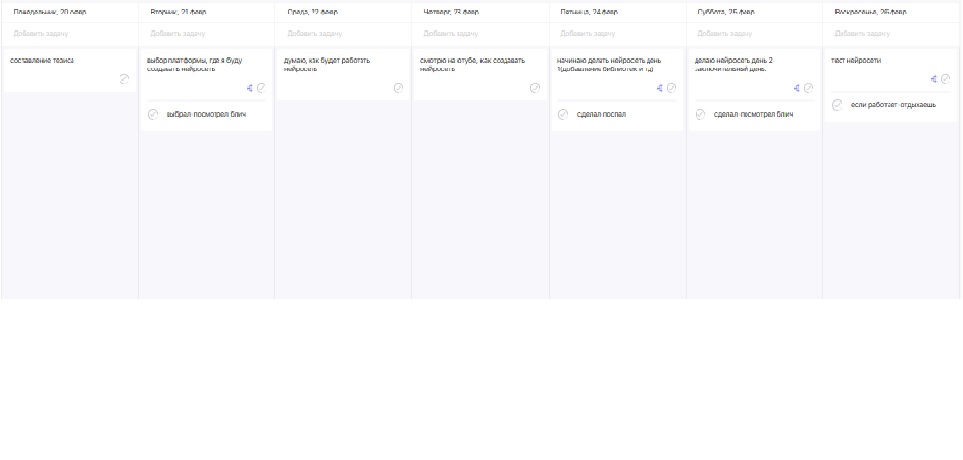 Понедельник, 20 февр.
Вторник, 21 февр.
Среда, 22 февр.
Четверг, 23 февр.
Пятница, 24 февр.
Суббота, 25 февр.
Воскресенье, 26 февр.
Добавить задачу
Добавить задачу
Добавить задачу
Добавить задачу
Добавить задачу
Добавить задачу
Добавить задачу
составление тезиса
выбор платформы, где я буду
создавать нейросеть
выбрал-посмотрел блич
думаю, как будет работать
нейросеть
смотрю на ютубе, как создавать
нейросеть
начинаю делать нейросеть день
1(добавление библиотек и тд)
сделал-поспал
делаю нейросеть день 2-
заключительный день.
сделал-посмотрел блич
тест нейросети
если работает-отдыхаешь